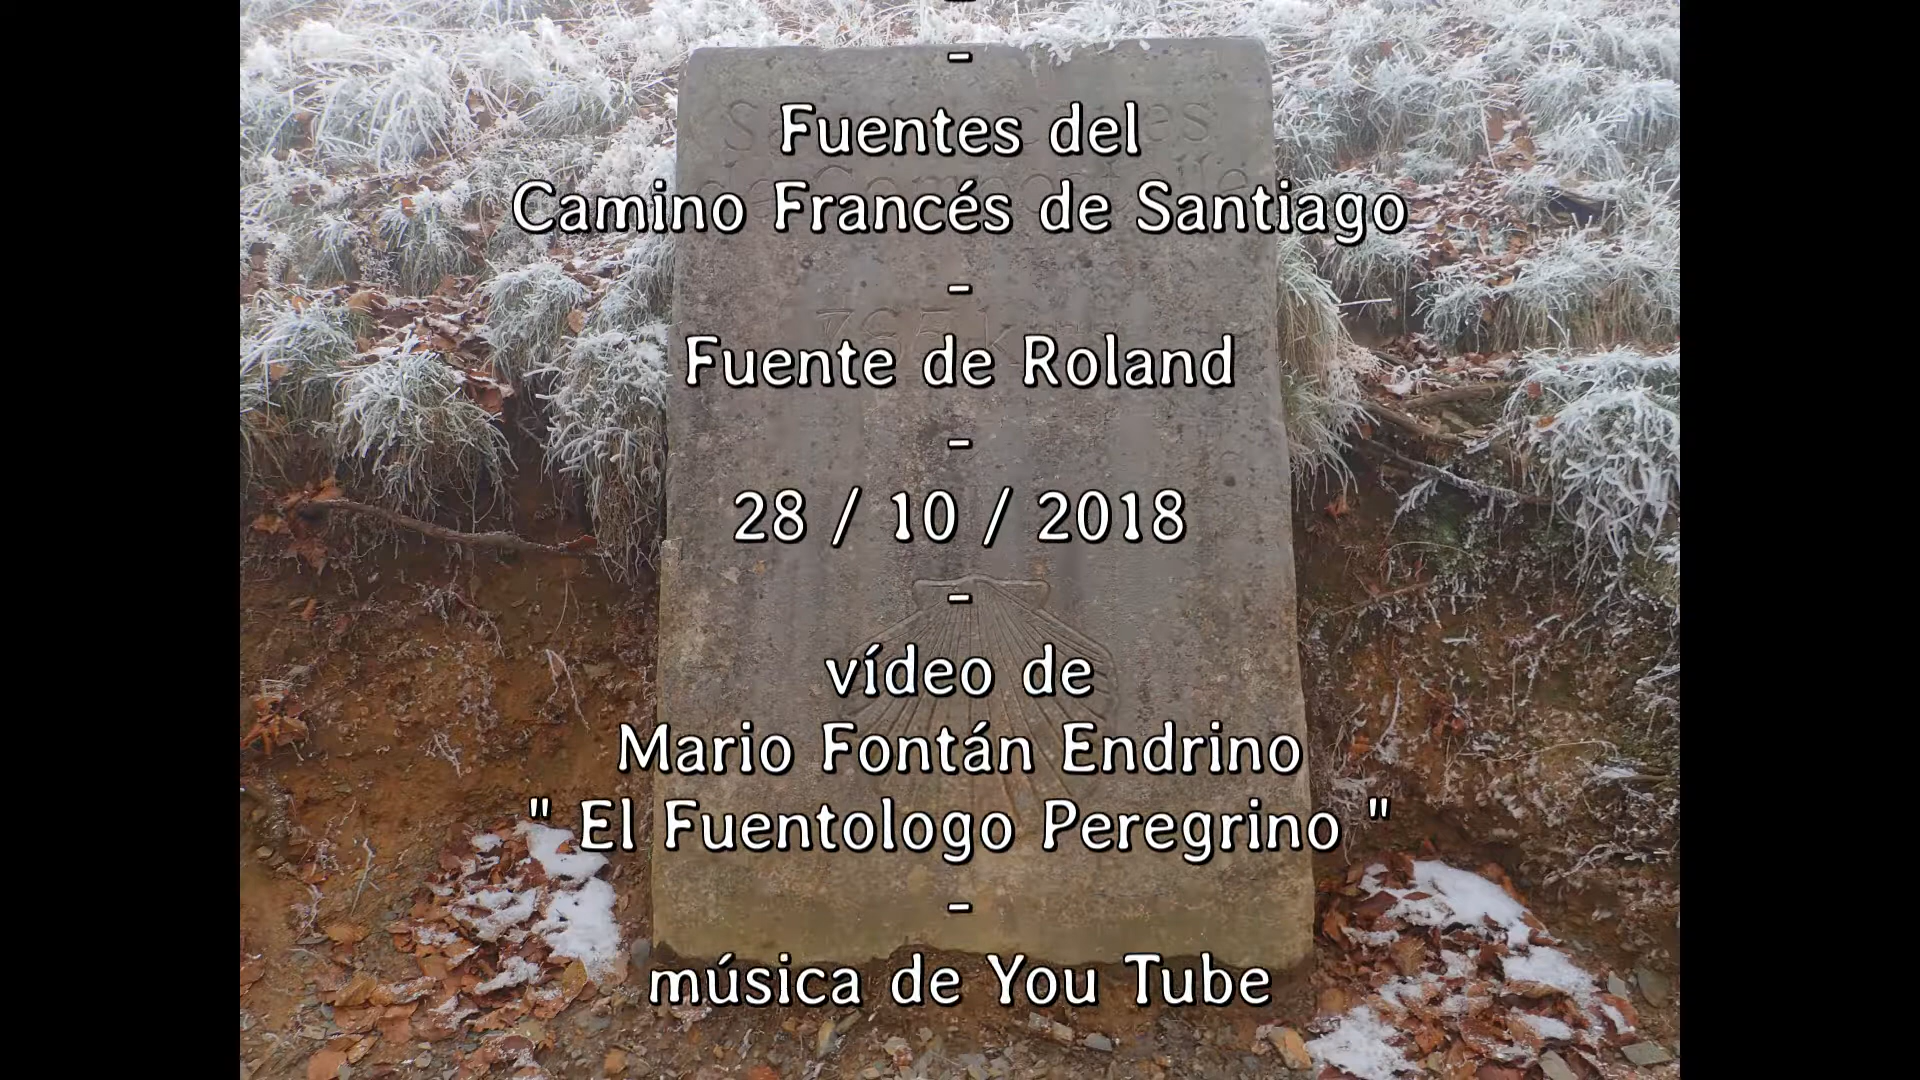 -
Fuentes del
Camino Francés de Santiago
-
Fuente de Roland
-
28 / 10 / 2018
-
vídeo de
Mario Fontán Endrino
" El Fuentologo Peregrino "
-
música de You Tube